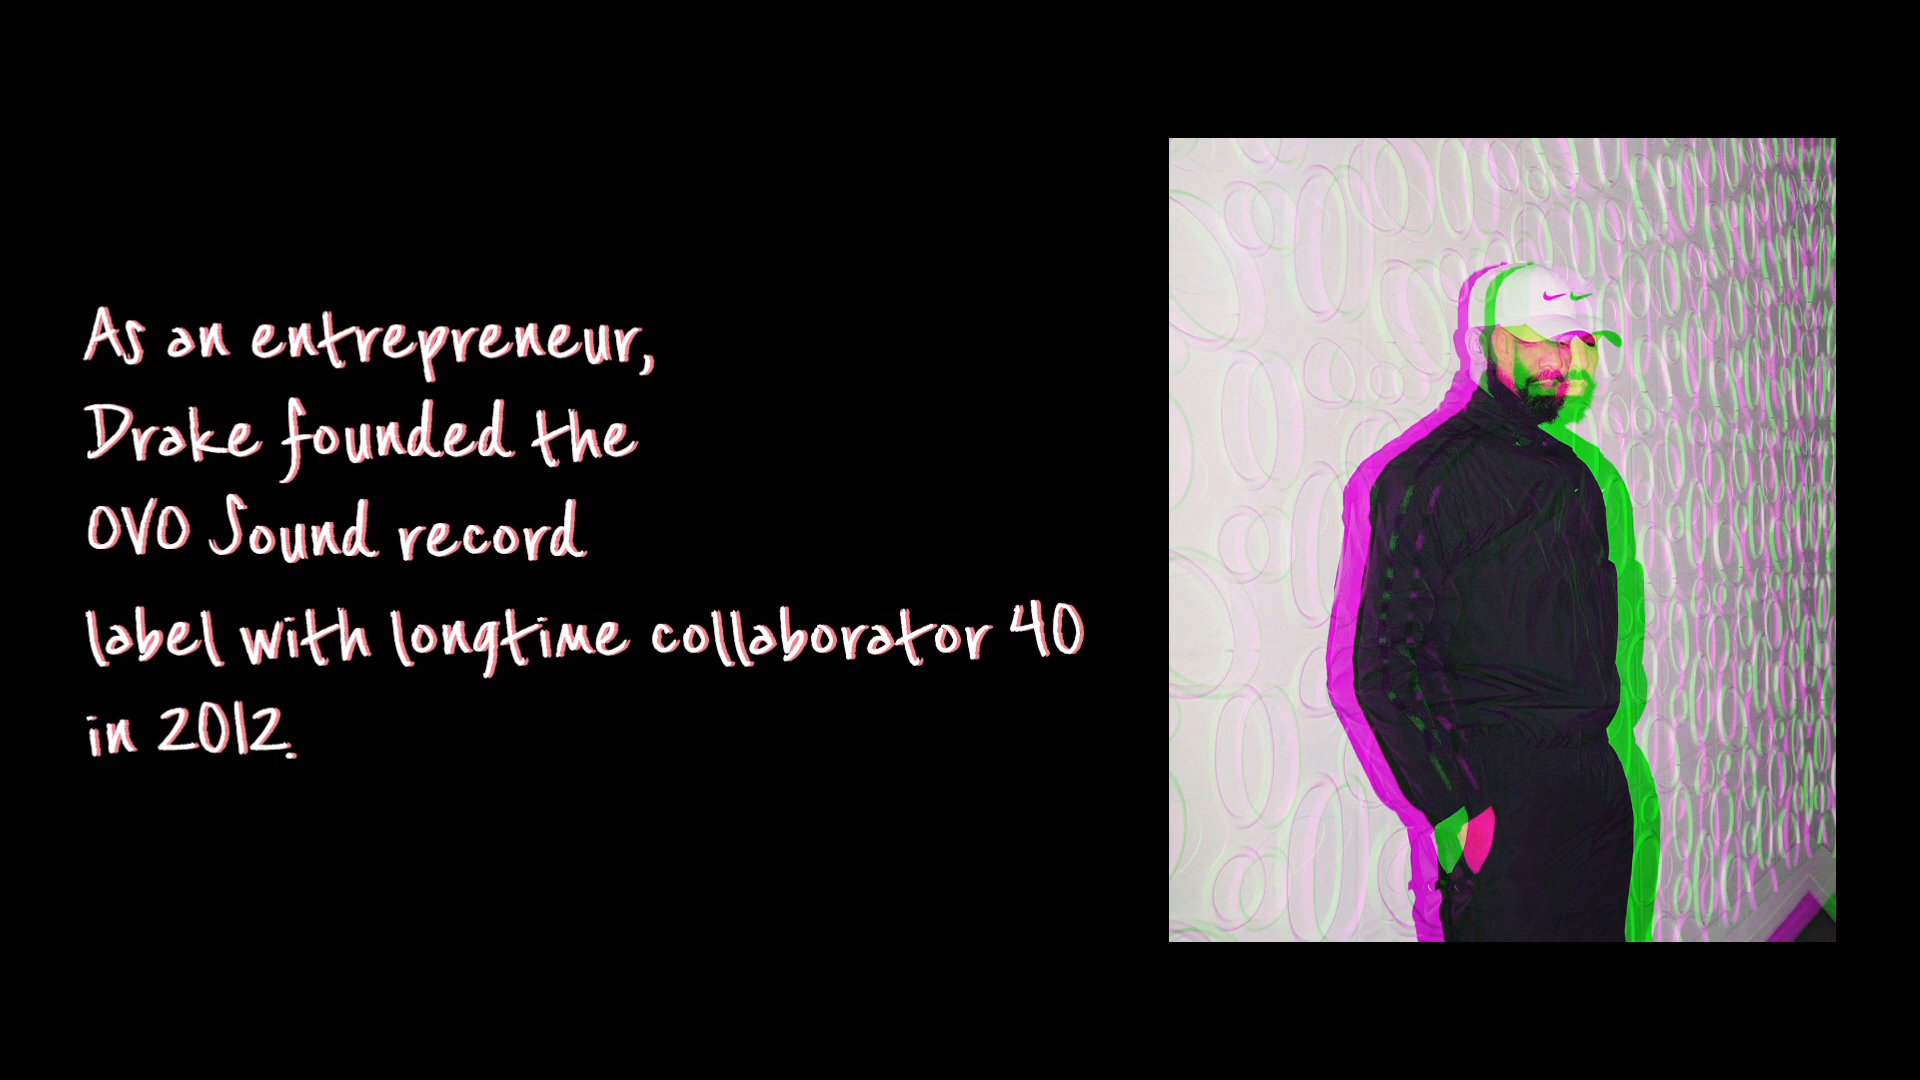 As an entrepreneur,
Drake founded the
OVO Sound record
label with longtime collaborator 40
in 2012.